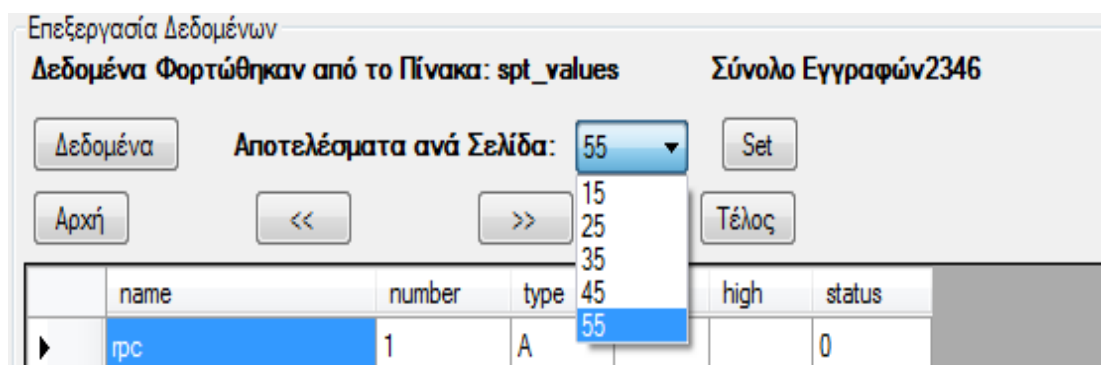 Επεξεργασία Δεδομένων
Δεδομένα Φορτώθηκαν από το Πίνακα: spt_values Σύνολο Εγγραφών2346
Δεδομένα Αποτελέσματα ανά Σελίδα: 55 Set
15
Αρχή << >> 25 Τέλος
35
name number type 45 high status
55
rpc 1 A 0